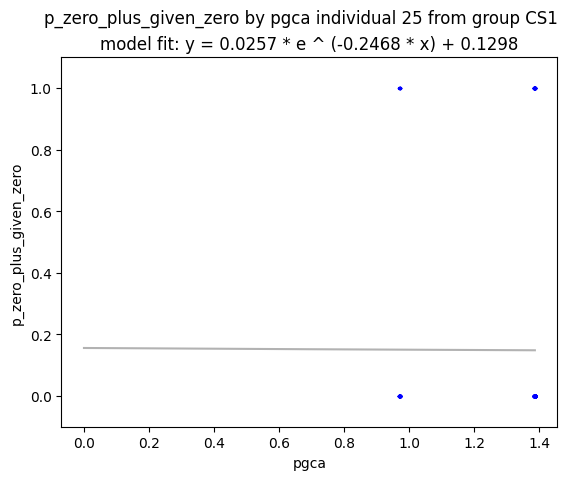 p_zero_plus_given_zero by pgca individual 25 from group CS1
model fit: y = 0.0257 * e ^ (-0.2468 * x) + 0.1298
1.0
0.8
0.6
0.4
0.2
0.0
p_zero_plus_given_zero
0.0 0.2 0.4 0.6 0.8 1.0 1.2 1.4
pgca